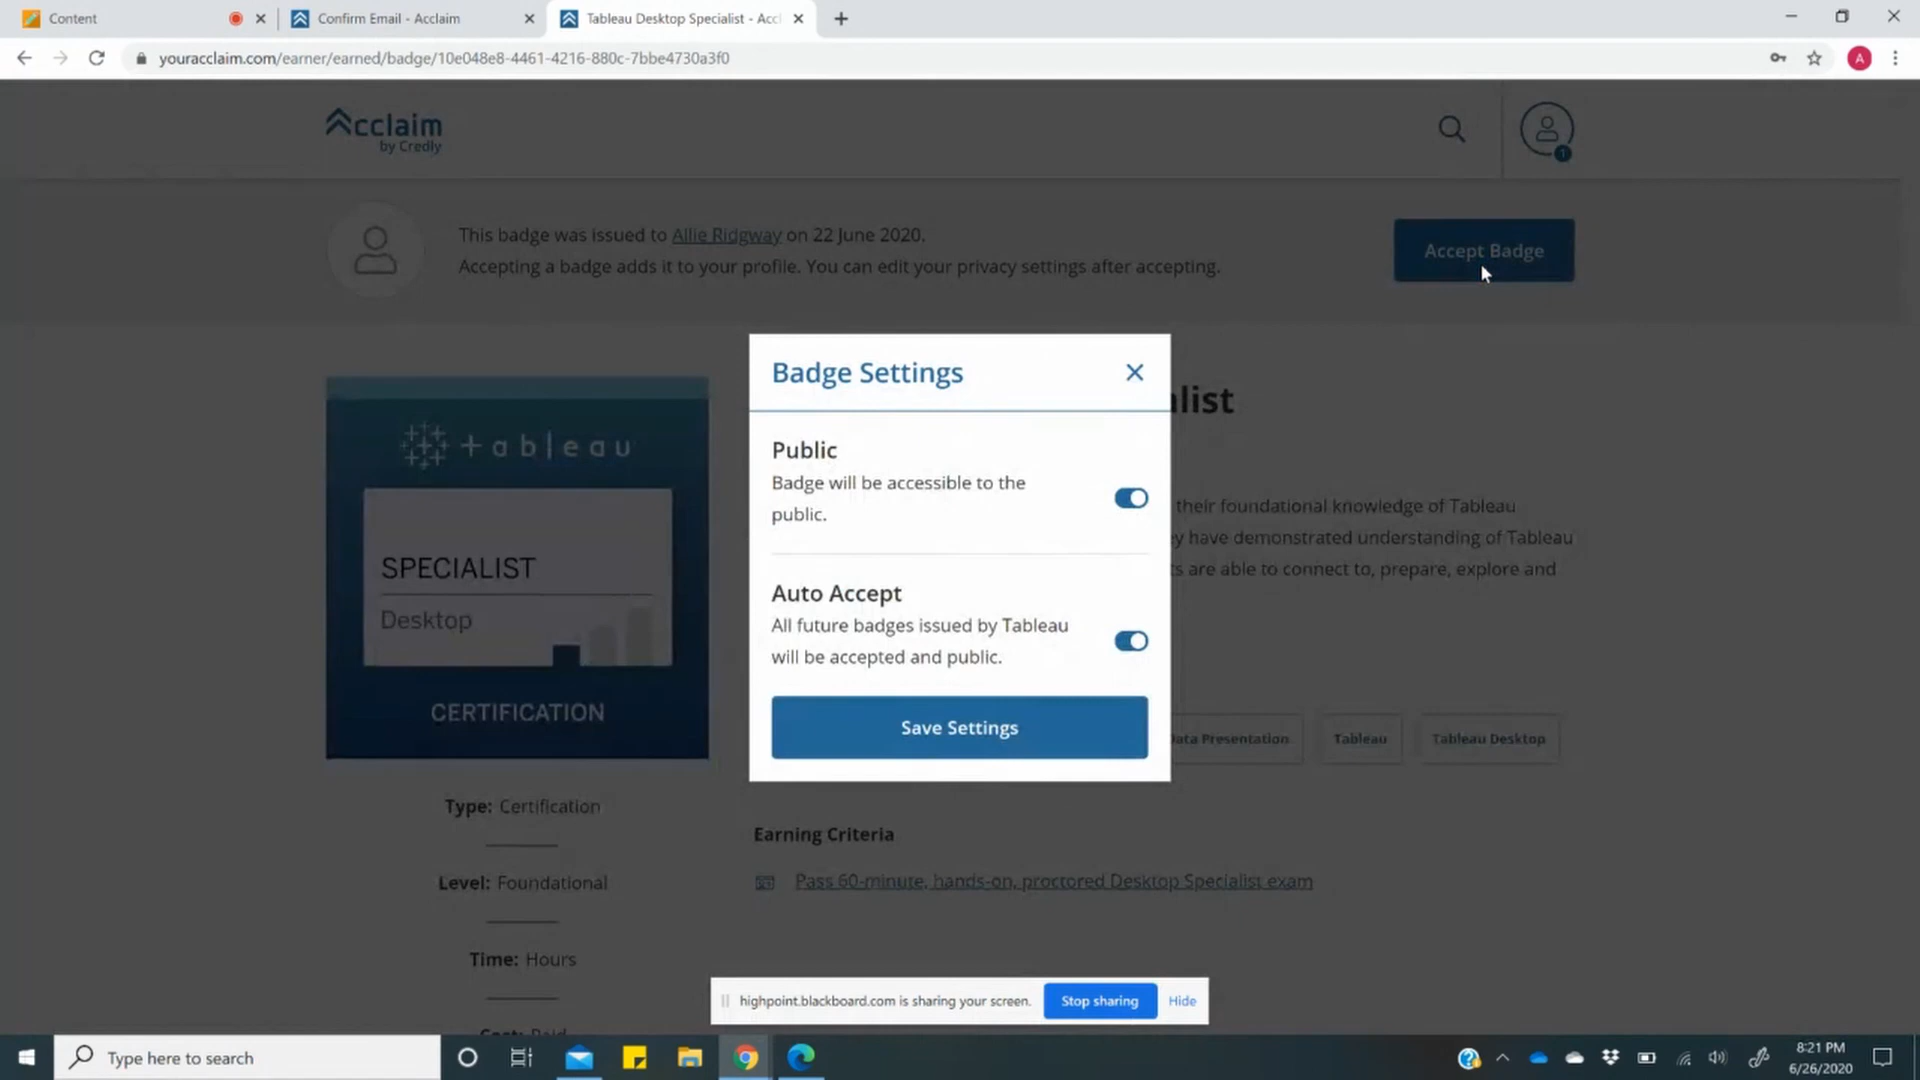 Content
Confirm Email - Acclaim
Tableau Desktop Specialist - Acc
youracclaim.com/earner/earned/badge/10e048e8-4461-4216-880c-7bbe4730a3f0
A
Acclaim
by Credly
1
This badge was issued to Allie Ridgway on 22 June 2020.
Accepting a badge adds it to your profile. You can edit your privacy settings after accepting.
Accept Badge
Badge Settings
alist
+ableau
SPECIALIST
Desktop
CERTIFICATION
Public
Badge will be accessible to the
public.
their foundational knowledge of Tableau
y have demonstrated understanding of Tableau
ts are able to connect to, prepare, explore and
Auto Accept
All future badges issued by Tableau
will be accepted and public.
Save Settings
Data Presentation
Tableau
Tableau Desktop
Type: Certification
Level: Foundational
Time: Hours
Cost: Paid
Earning Criteria
Pass 60-minute, hands-on, proctored Desktop Specialist exam
highpoint.blackboard.com is sharing your screen.
Stop sharing
Hide
Type here to search
8:21 PM
6/26/2020